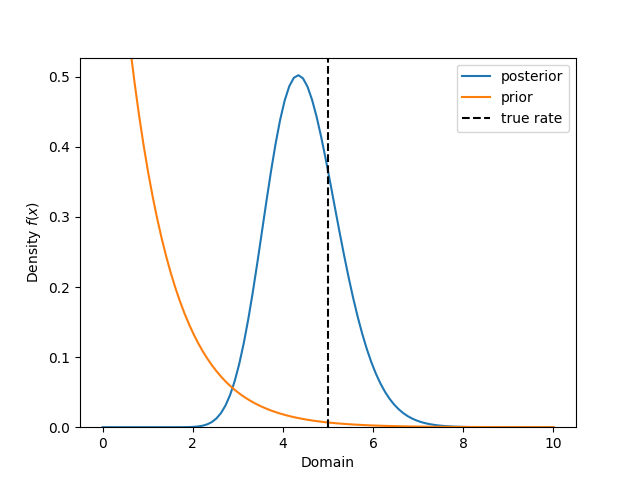 posterior
prior
true rate
0.5
0.4
0.3
0.2
0.1
0.0
Density f(x)
0 2 4 6 8 10
Domain